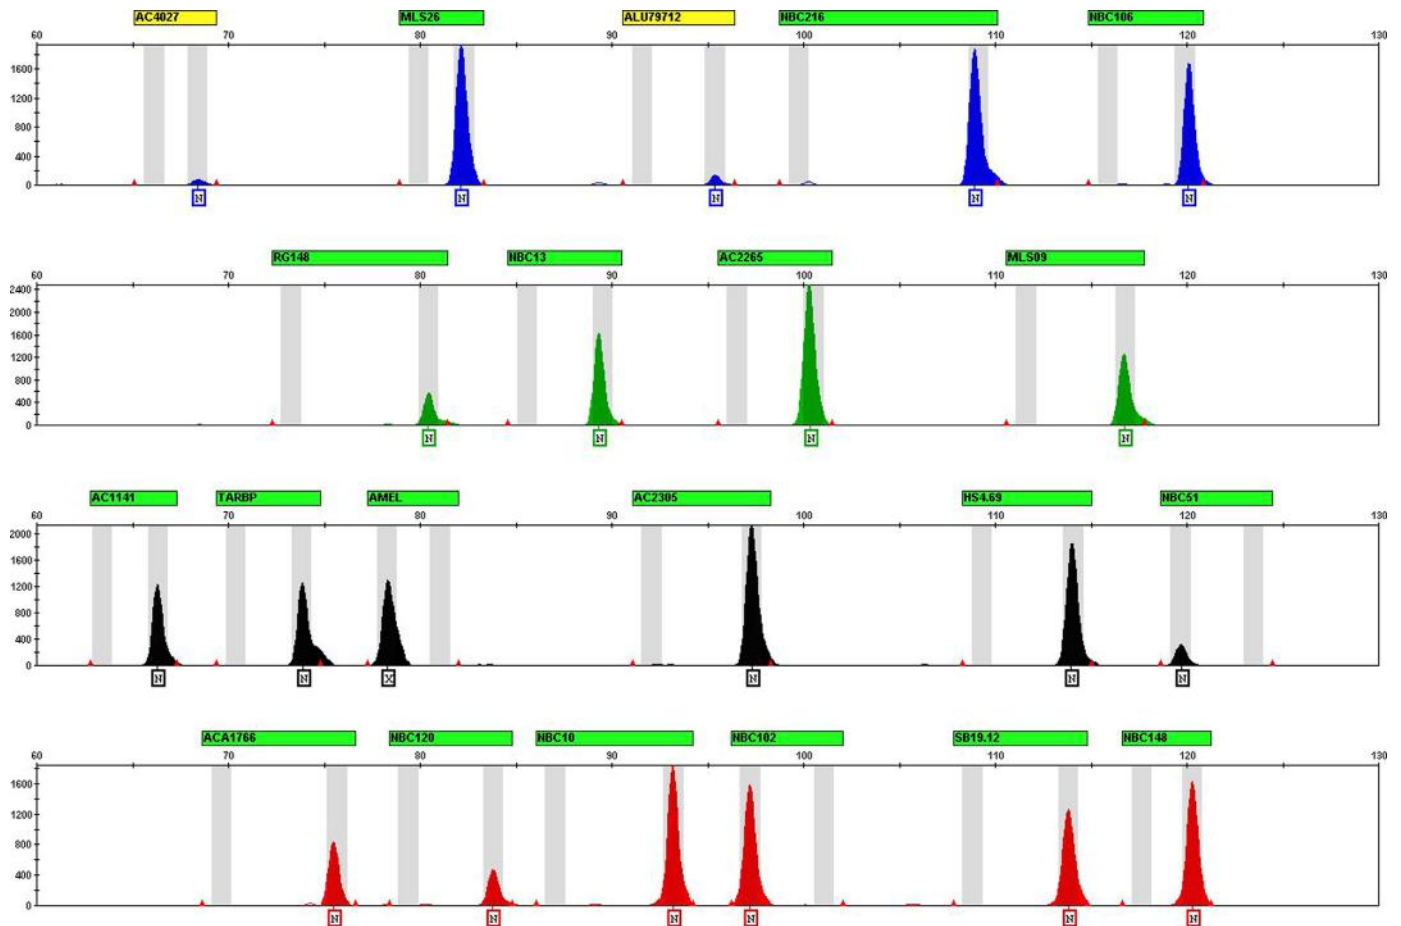 AC4027 MLS26 ALU79712 NBC216 NBC106
60 70 80 90 100 110 120 130
1600
1200
800
400
0
N N N N N
RG148 NBC13 AC2265 MLS09
60 70 80 90 100 110 120 130
2400
2000
1600
1200
800
400
0
N N N N
AC1141 TARBP AMEL AC2305 HS4.69 NBC51
60 70 80 90 100 110 120 130
2000
1600
1200
800
400
0
N N X N N N
ACA1766 NBC120 NBC10 NBC102 SB19.12 NBC148
60 70 80 90 100 110 120 130
1600
1200
800
400
0
N N N N N N